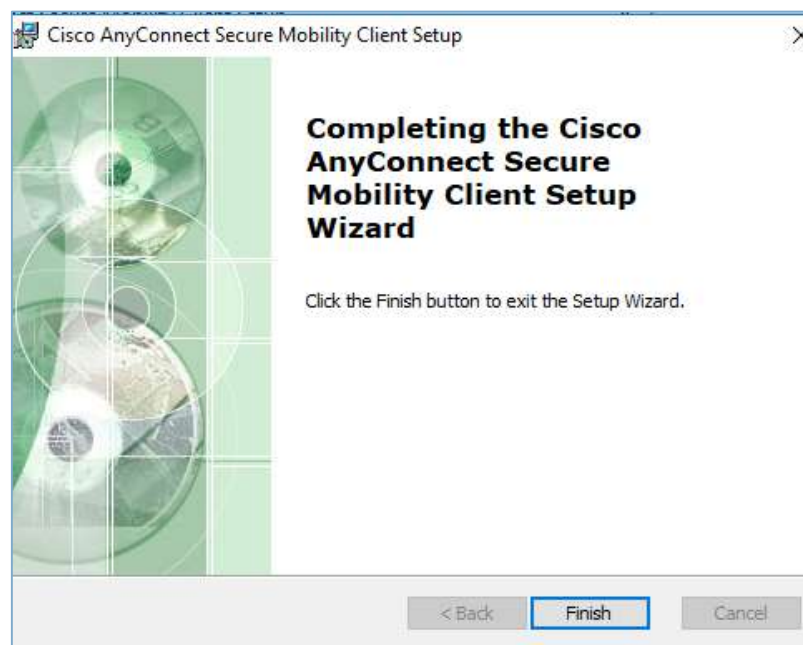 Cisco AnyConnect Secure Mobility Client Setup
Completing the Cisco
AnyConnect Secure
Mobility Client Setup
Wizard
Click the Finish button to exit the Setup Wizard.
< Back
Finish
Cancel